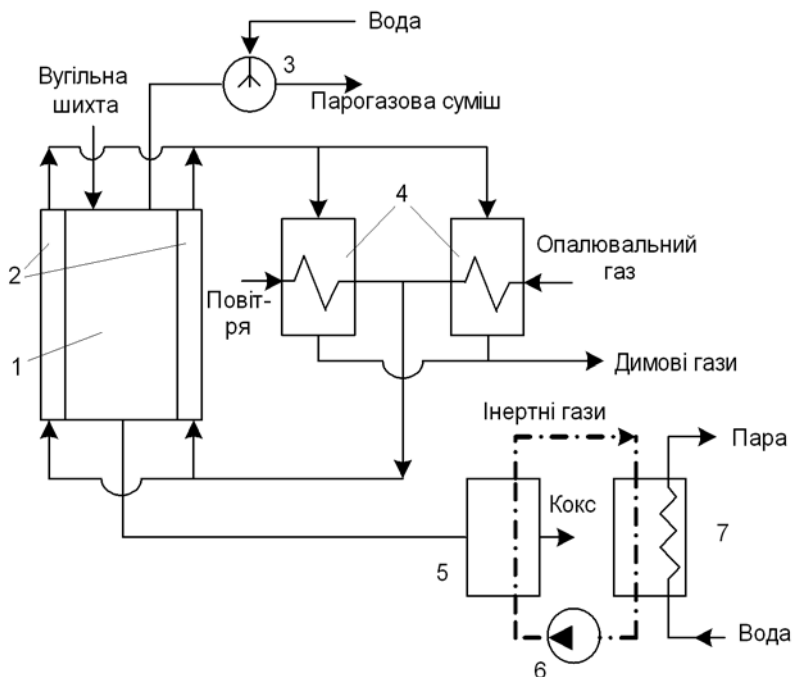 Вода
3
Вугільна
шихта
Парогазова суміш
4
2
Опалювальний
газ
Повіт-
ря
1
Димові гази
Інертні гази
Пара
Кокс
7
5
Вода
6